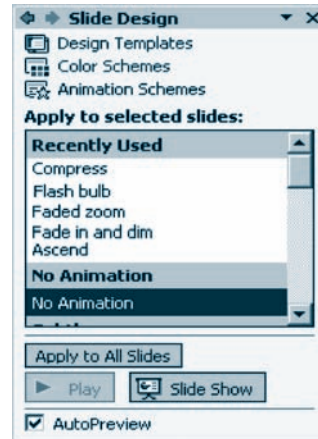 Slide Design
Design Templates
Color Schemes
Animation Schemes
Apply to selected slides:
Recently Used
Compress
Flash bulb
Faded zoom
Fade in and dim
Ascend
No Animation
No Animation
Apply to All Slides
Play
Slide Show
AutoPreview